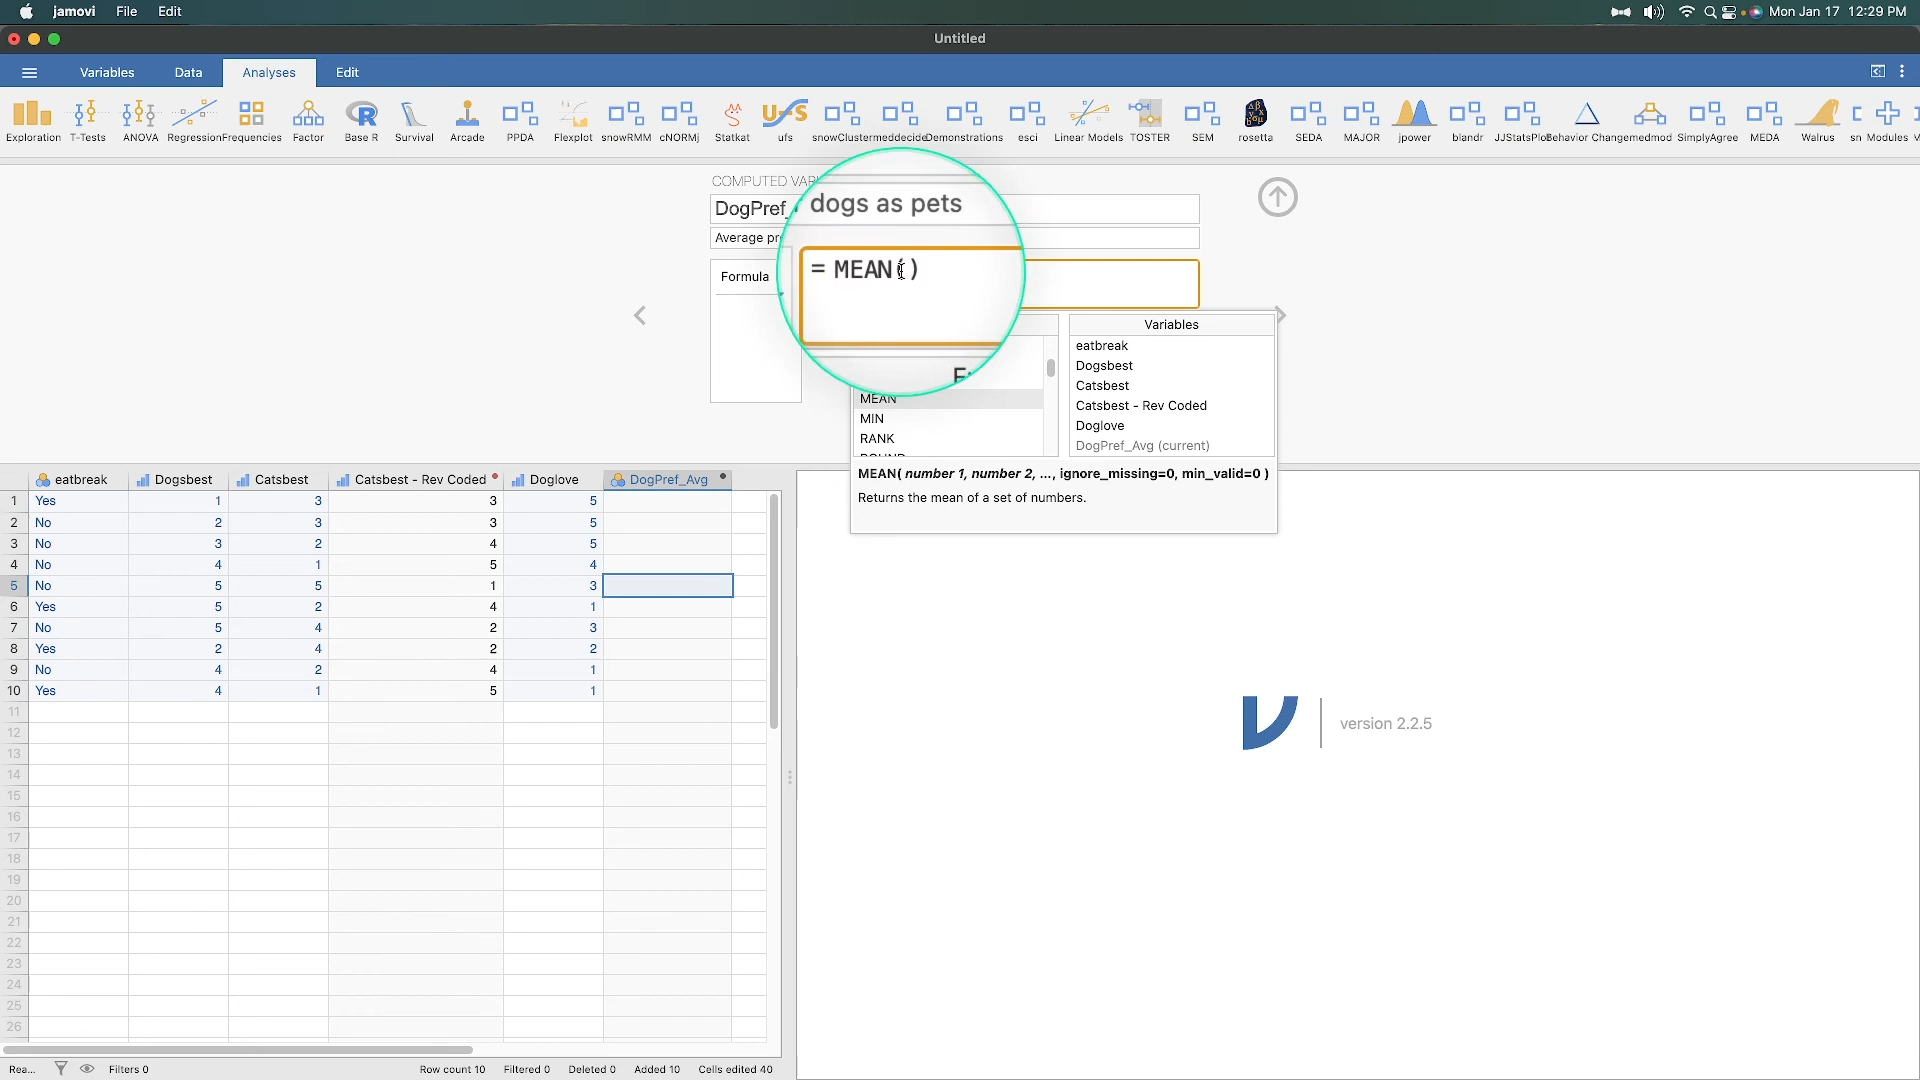 jamovi File Edit
Mon Jan 17 12:29 PM
Untitled
Variables Data Analyses Edit
Exploration T-Tests ANOVA Regression Frequencies Factor Base R Survival Arcade PPDA Flexplot snowRMM cNORMj Statkat ufs snowCluster meddecide Demonstrations esci Linear Models TOSTER SEM rosetta SEDA MAJOR jpower blandr JJStatsPlo Behavior Change medmod SimplyAgree MEDA Walrus sn Modules
COMPUTED VAR
DogPref_
dogs as pets
Average pr
Formula
= MEAN()
MEAN
MIN
RANK
Variables
eatbreak
Dogsbest
Catsbest
Catsbest - Rev Coded
Doglove
DogPref_Avg (current)
MEAN( number 1, number 2, ..., ignore_missing=0, min_valid=0 )
Returns the mean of a set of numbers.
eatbreak Dogsbest Catsbest Catsbest - Rev Coded Doglove DogPref_Avg
1 Yes 1 3 3 5
2 No 2 3 3 5
3 No 3 2 4 5
4 No 4 1 5 4
5 No 5 5 1 3
6 Yes 5 2 4 1
7 No 5 4 2 3
8 Yes 2 4 2 2
9 No 4 2 4 1
10 Yes 4 1 5 1
11
12
13
14
15
16
17
18
19
20
21
22
23
24
25
26
version 2.2.5
Rea... Filters 0 Row count 10 Filtered 0 Deleted 0 Added 10 Cells edited 40